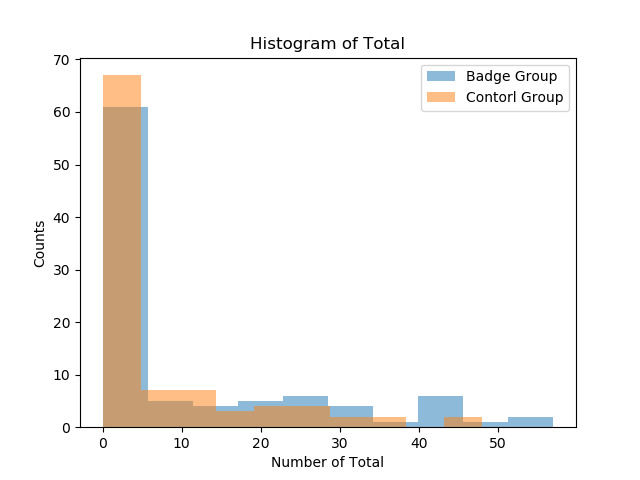 Histogram of Total
Badge Group
Contorl Group
Counts
70
60
50
40
30
20
10
0
0 10 20 30 40 50
Number of Total